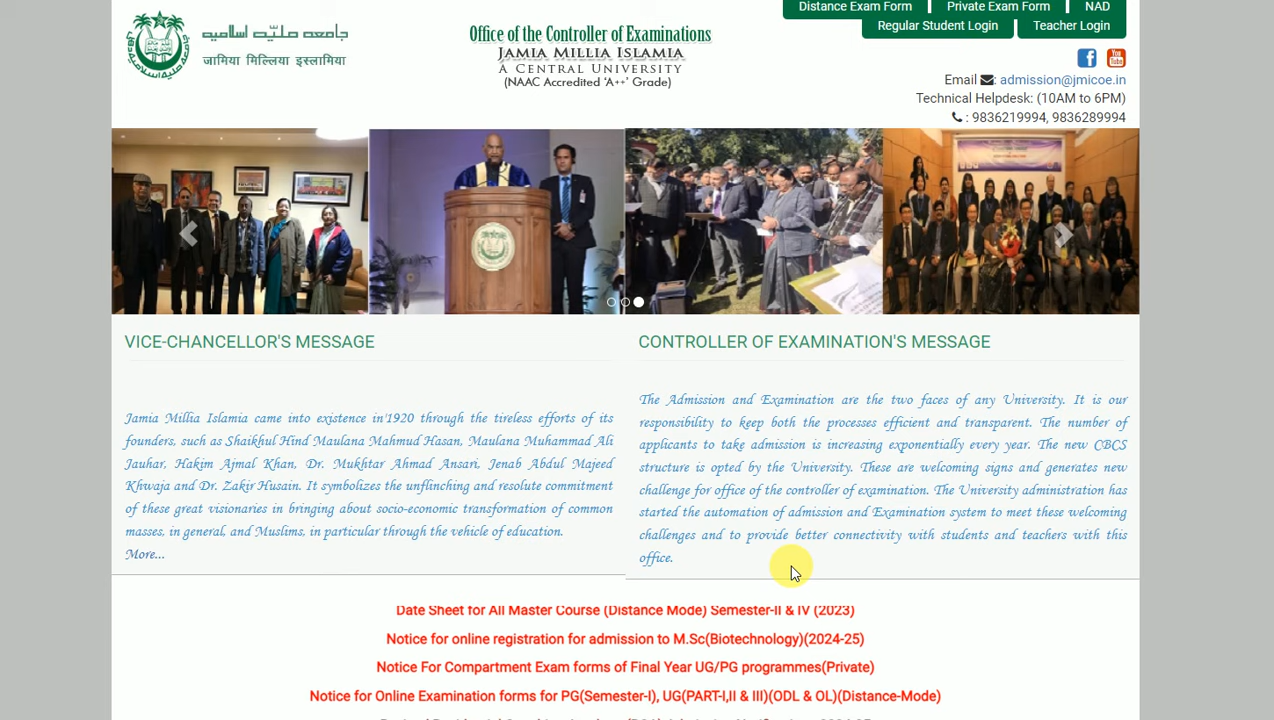 Distance Exam Form Private Exam Form NAD
Regular Student Login Teacher Login
جامعہ ملیہ اسلامیہ
जामिया मिल्लिया इस्लामिया
Office of the Controller of Examinations
JAMIA MILLIA ISLAMIA
A CENTRAL UNIVERSITY
(NAAC Accredited 'A++' Grade)
You Tube
Email : admission@jmicoe.in
Technical Helpdesk: (10AM to 6PM)
: 9836219994, 9836289994
VICE-CHANCELLOR'S MESSAGE
Jamia Millia Islamia came into existence in'1920 through the tireless efforts of its
founders, such as Shaikhul Hind Maulana Mahmud Hasan, Maulana Muhammad Ali
Jauhar, Hakim Ajmal Khan, Dr. Mukhtar Ahmad Ansari, Jenab Abdul Majeed
Khwaja and Dr. Zakir Husain. It symbolizes the unflinching and resolute commitment
of these great visionaries in bringing about socio-economic transformation of common
masses, in general, and Muslims, in particular through the vehicle of education.
More...
CONTROLLER OF EXAMINATION'S MESSAGE
The Admission and Examination are the two faces of any University. It is our
responsibility to keep both the processes efficient and transparent. The number of
applicants to take admission is increasing exponentially every year. The new CBCS
structure is opted by the University. These are welcoming signs and generates new
challenge for office of the controller of examination. The University administration has
started the automation of admission and Examination system to meet these welcoming
challenges and to provide better connectivity with students and teachers with this
office.
Date Sheet for All Master Course (Distance Mode) Semester-II & IV (2023)
Notice for online registration for admission to M.Sc(Biotechnology)(2024-25)
Notice For Compartment Exam forms of Final Year UG/PG programmes(Private)
Notice for Online Examination forms for PG(Semester-I), UG(PART-I,II & III)(ODL & OL)(Distance-Mode)